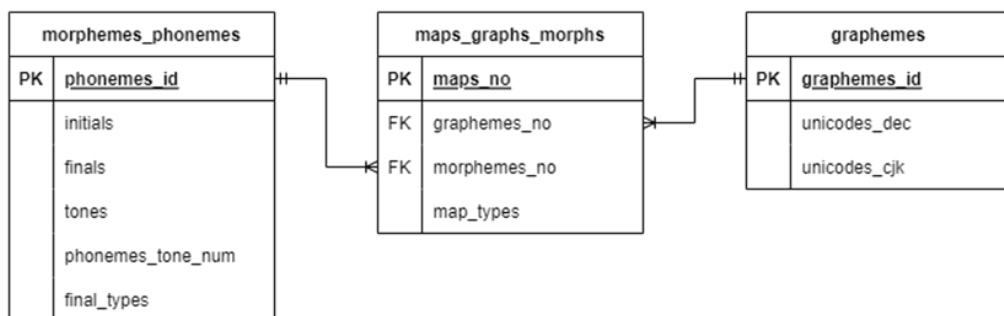 morphemes_phonemes
PK phonemes_id
initials
finals
tones
phonemes_tone_num
final_types
maps_graphs_morphs
PK maps_no
FK graphemes_no
FK morphemes_no
map_types
graphemes
PK graphemes_id
unicodes_dec
unicodes_cjk